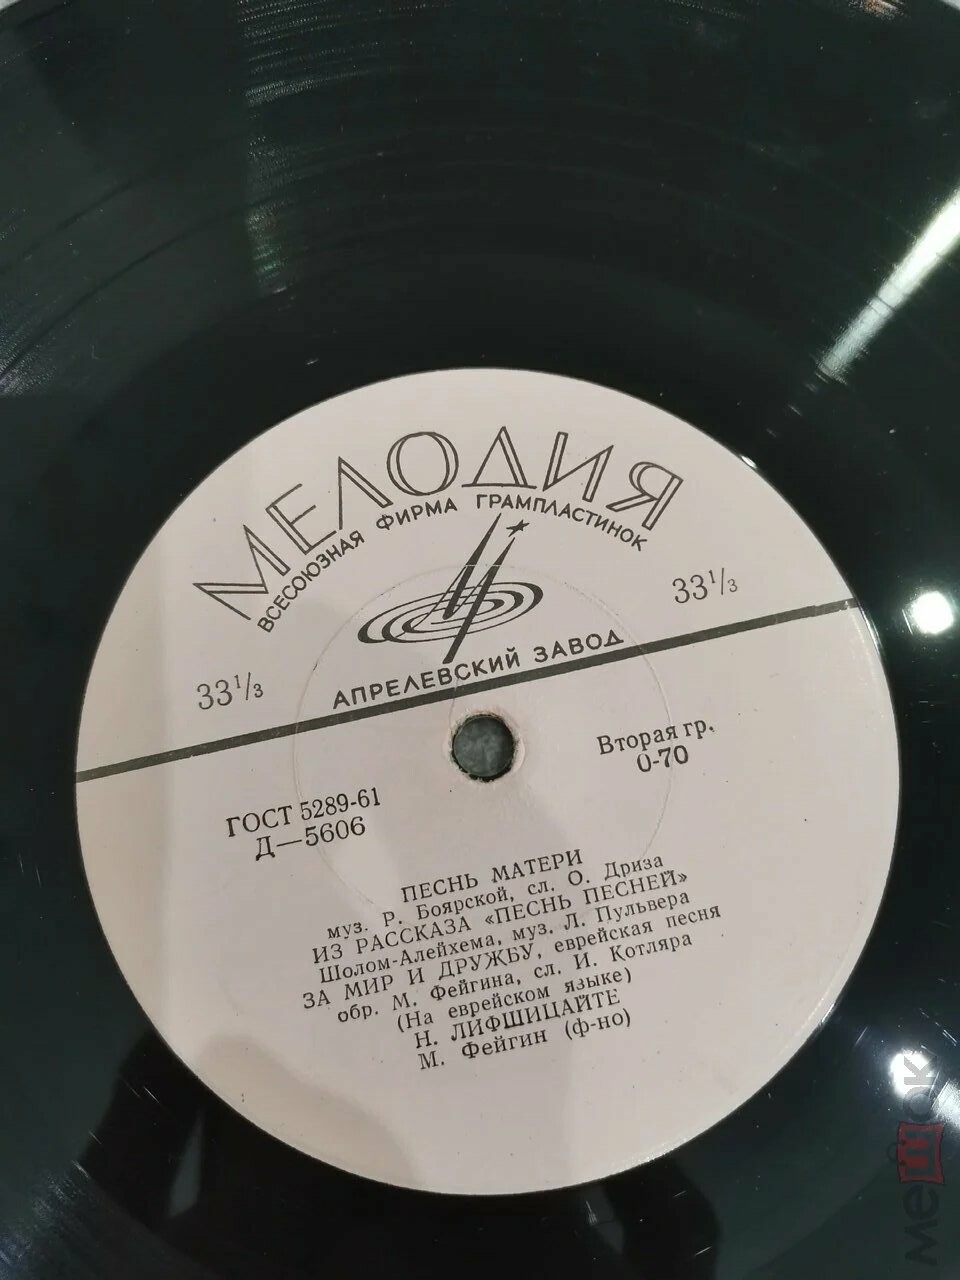 МЕЛОДИЯ
ВСЕСОЮЗНАЯ ФИРМА ГРАМПЛАСТИНОК
33⅓
33⅓
АПРЕЛЕВСКИЙ ЗАВОД
Вторая гр.
0-70
ГОСТ 5289-61
Д—5606
ПЕСНЬ МАТЕРИ
муз. Р. Боярской, сл. О. Дриза
ИЗ РАССКАЗА «ПЕСНЬ ПЕСНЕЙ»
Шолом-Алейхема, муз. Л. Пульвера
ЗА МИР И ДРУЖБУ, еврейская песня
обр. М. Фейгина, сл. И. Котляра
(На еврейском языке)
Н. ЛИФШИЦАЙТЕ
М. Фейгин (ф-но)
мешок